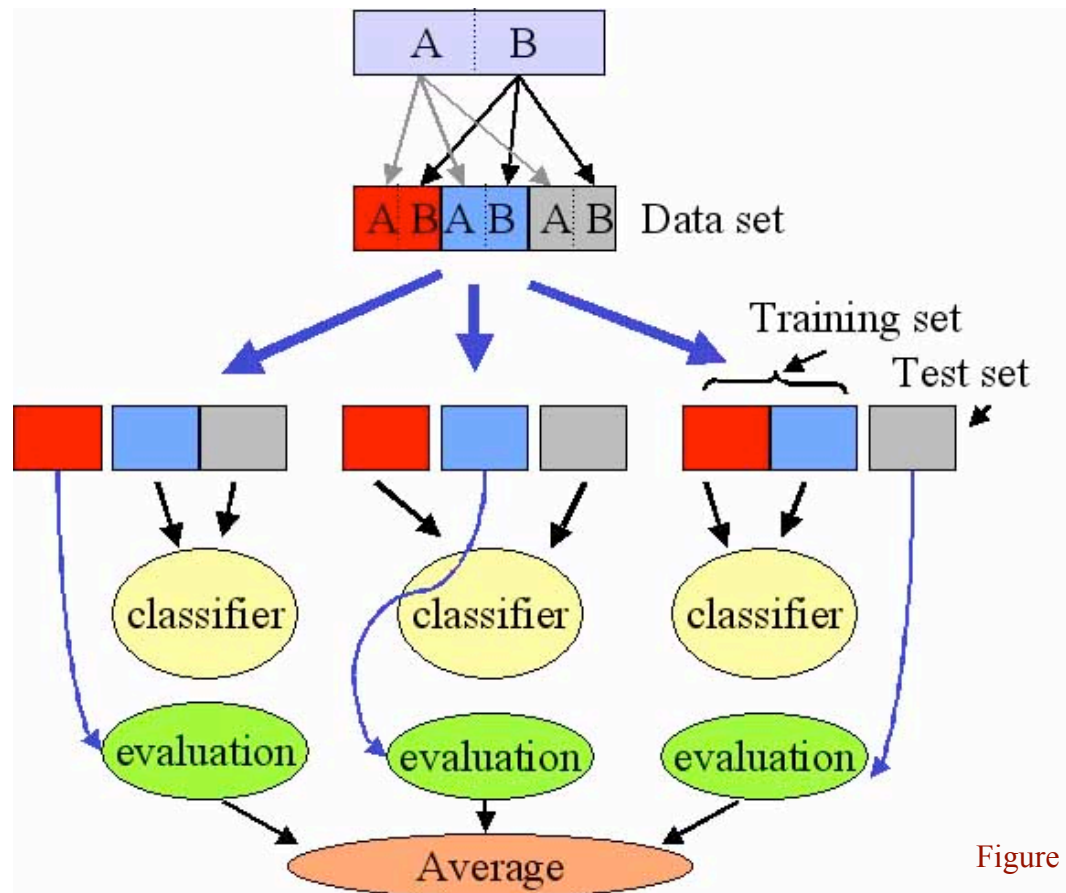 A B
A B A B A B Data set
Training set
Test set
classifier classifier classifier
evaluation evaluation evaluation
Average
Figure